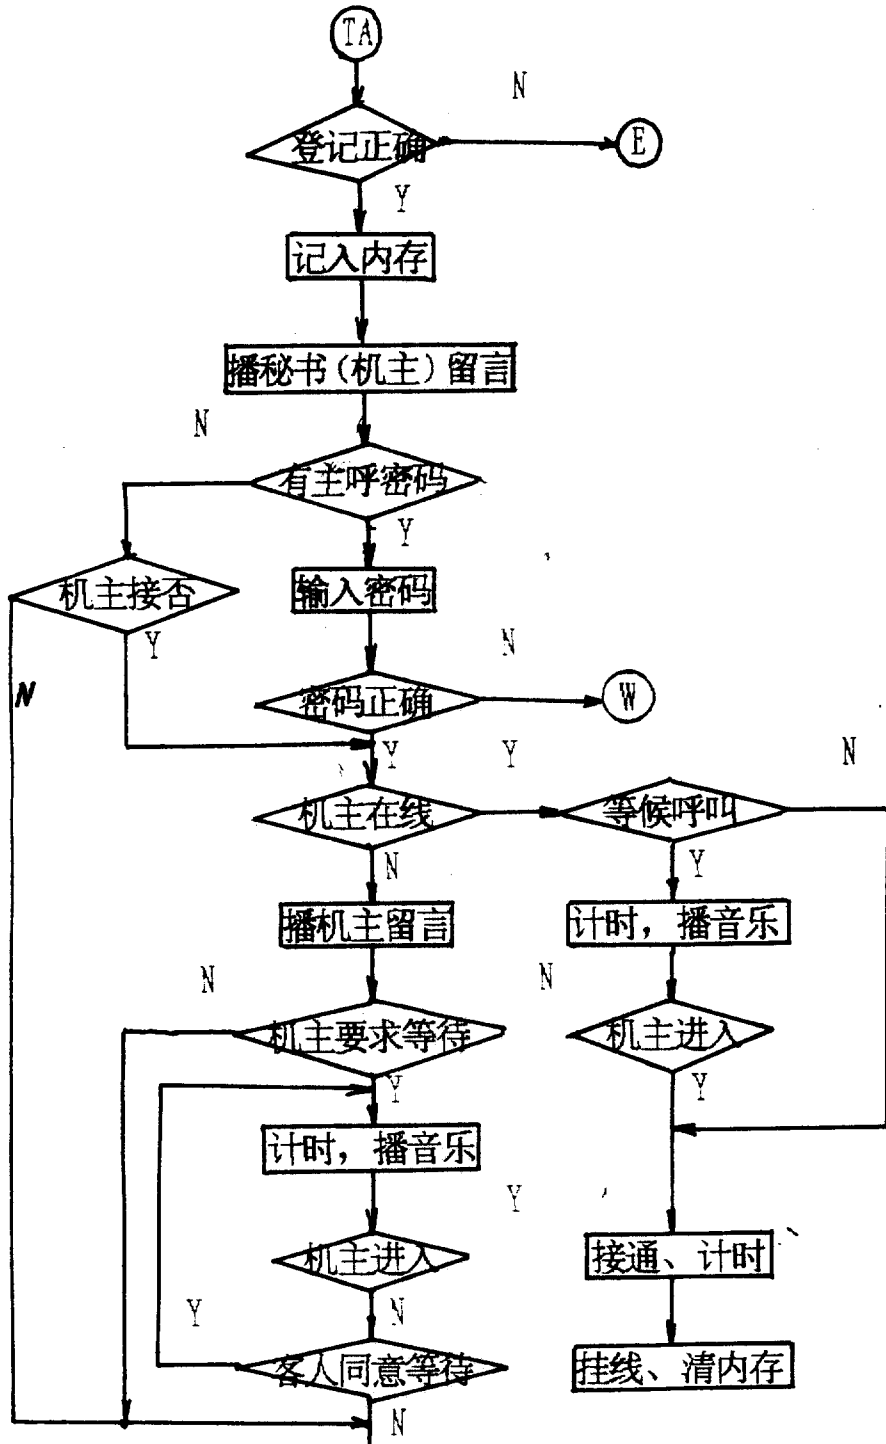 TA
N
登记正确
E
Y
记入内存
播秘书(机主)留言
N
有主呼密码
Y
机主接否
输入密码
Y
N
N
密码正确
W
Y
Y
N
机主在线
等候呼叫
N
Y
播机主留言
计时，播音乐
N
N
机主要求等待
机主进入
Y
Y
计时，播音乐
Y
机主进入
接通、计时
Y
N
客人同意等待
挂线、清内存
N